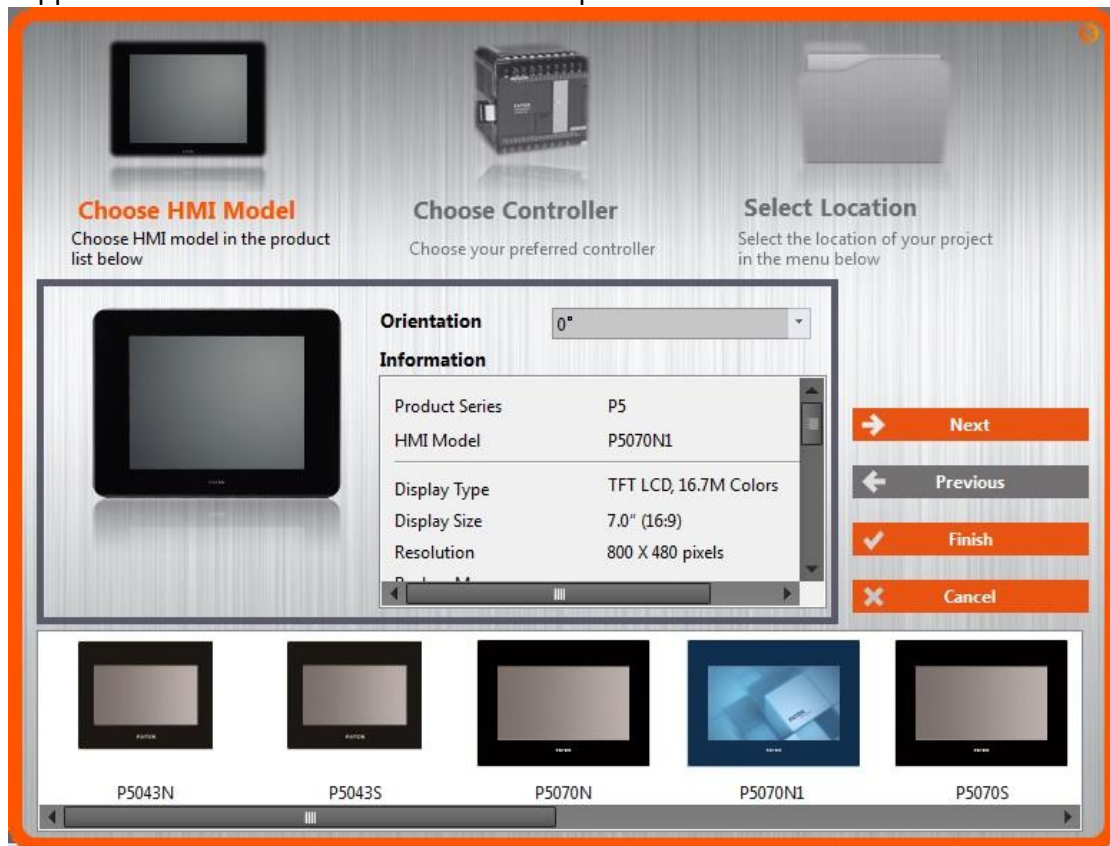 Choose HMI Model
Choose HMI model in the product
list below
Choose Controller
Choose your preferred controller
Select Location
Select the location of your project
in the menu below
Orientation 0°
Information
Product Series P5
HMI Model P5070N1
Display Type TFT LCD, 16.7M Colors
Display Size 7.0" (16:9)
Resolution 800 X 480 pixels
Next
Previous
Finish
Cancel
P5043N
P5043S
P5070N
P5070N1
P5070S